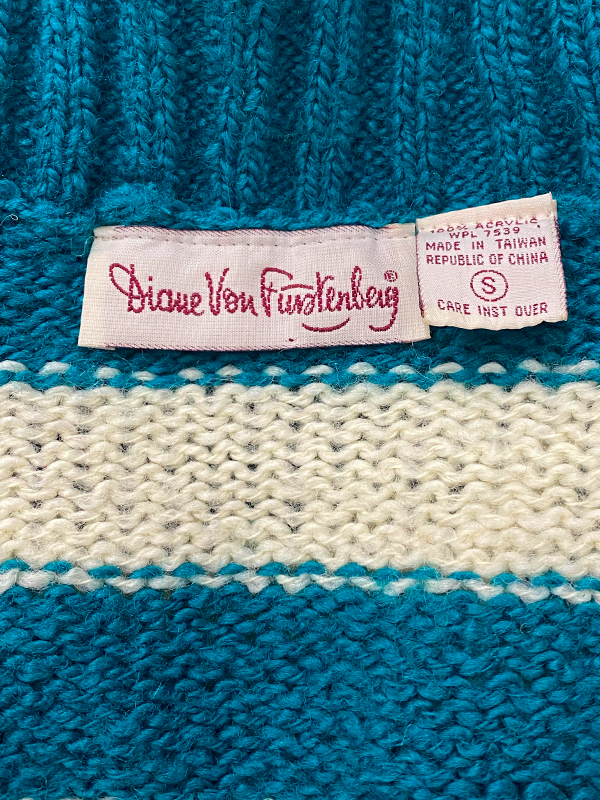 Diane Von Furstenberg®
100% ACRYLIC
WPL 7539
MADE IN TAIWAN
REPUBLIC OF CHINA
S
CARE INST OVER